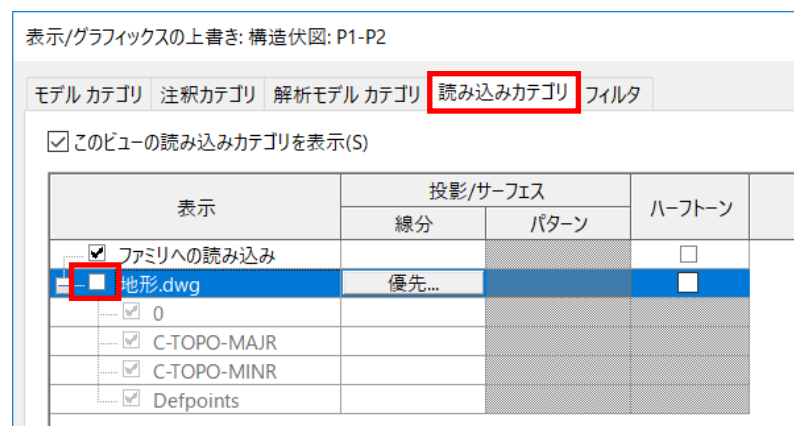 表示/グラフィックスの上書き: 構造伏図: P1-P2
モデル カテゴリ 注釈カテゴリ 解析モデル カテゴリ 読み込みカテゴリ フィルタ
このビューの読み込みカテゴリを表示(S)
表示 投影/サーフェス ハーフトーン
線分 パターン
ファミリへの読み込み
地形.dwg 優先...
0
C-TOPO-MAJR
C-TOPO-MINR
Defpoints